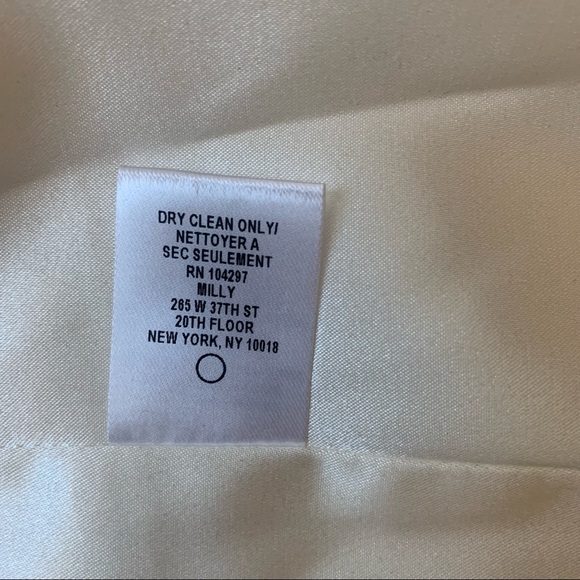 DRY CLEAN ONLY/
NETTOYER A
SEC SEULEMENT
RN 104297
MILLY
265 W 37TH ST
20TH FLOOR
NEW YORK, NY 10018